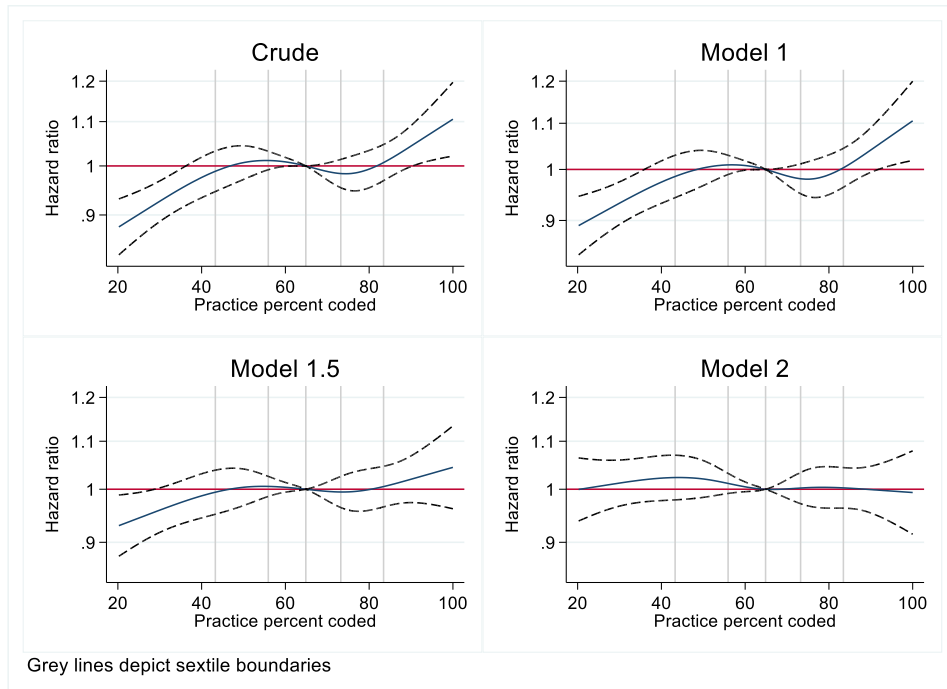 Crude
Hazard ratio
1.2
1.1
1
.9
20 40 60 80 100
Practice percent coded
Model 1
Hazard ratio
1.2
1.1
1
.9
20 40 60 80 100
Practice percent coded
Model 1.5
Hazard ratio
1.2
1.1
1
.9
20 40 60 80 100
Practice percent coded
Model 2
Hazard ratio
1.2
1.1
1
.9
20 40 60 80 100
Practice percent coded
Grey lines depict sextile boundaries